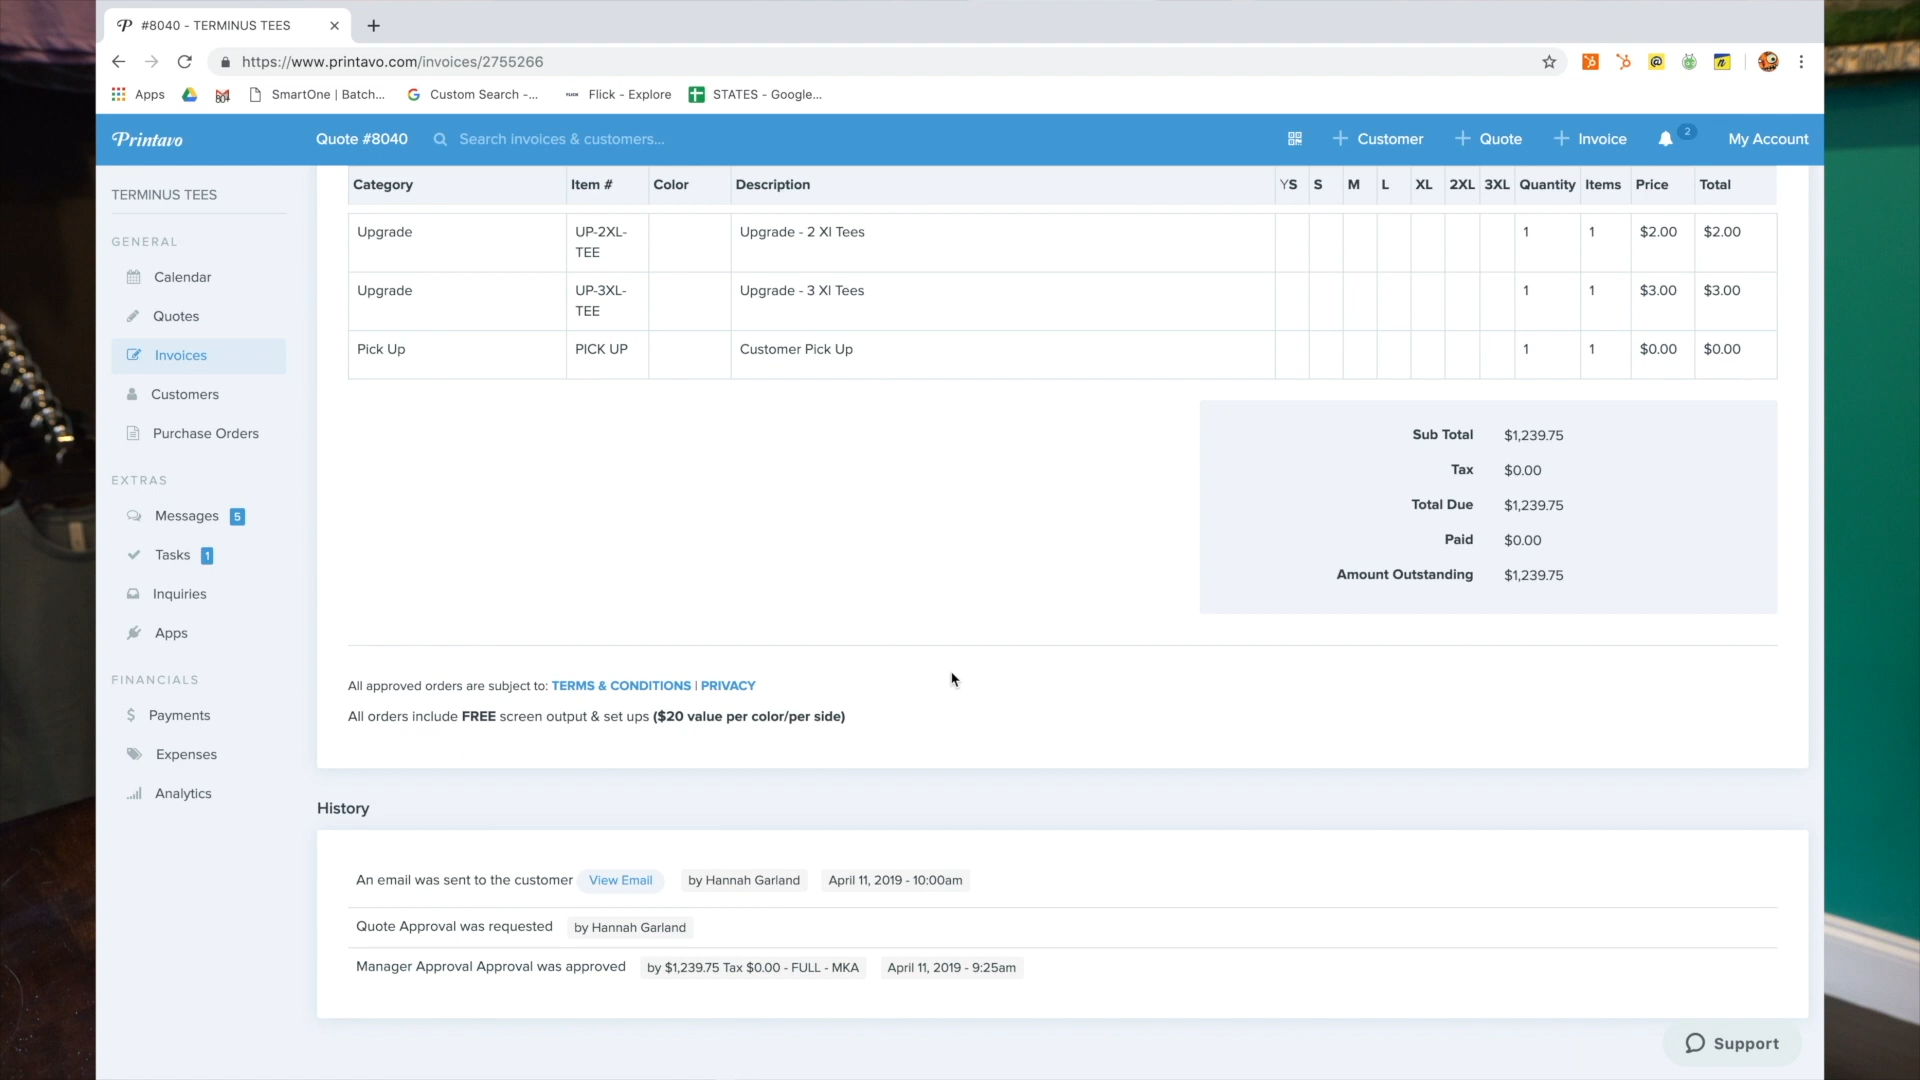 #8040 - TERMINUS TEES
https://www.printavo.com/invoices/2755266
Apps SmartOne | Batch... Custom Search -... Flick - Explore STATES - Google...
Printavo Quote #8040 Search invoices & customers... Customer Quote Invoice 2 My Account
TERMINUS TEES
GENERAL
Calendar
Quotes
Invoices
Customers
Purchase Orders
EXTRAS
Messages 5
Tasks 1
Inquiries
Apps
FINANCIALS
Payments
Expenses
Analytics
Category Item # Color Description YS S M L XL 2XL 3XL Quantity Items Price Total
Upgrade UP-2XL- Upgrade - 2 Xl Tees 1 1 $2.00 $2.00
TEE
Upgrade UP-3XL- Upgrade - 3 Xl Tees 1 1 $3.00 $3.00
TEE
Pick Up PICK UP Customer Pick Up 1 1 $0.00 $0.00
Sub Total $1,239.75
Tax $0.00
Total Due $1,239.75
Paid $0.00
Amount Outstanding $1,239.75
All approved orders are subject to: TERMS & CONDITIONS | PRIVACY
All orders include FREE screen output & set ups ($20 value per color/per side)
History
An email was sent to the customer View Email by Hannah Garland April 11, 2019 - 10:00am
Quote Approval was requested by Hannah Garland
Manager Approval Approval was approved by $1,239.75 Tax $0.00 - FULL - MKA April 11, 2019 - 9:25am
Support